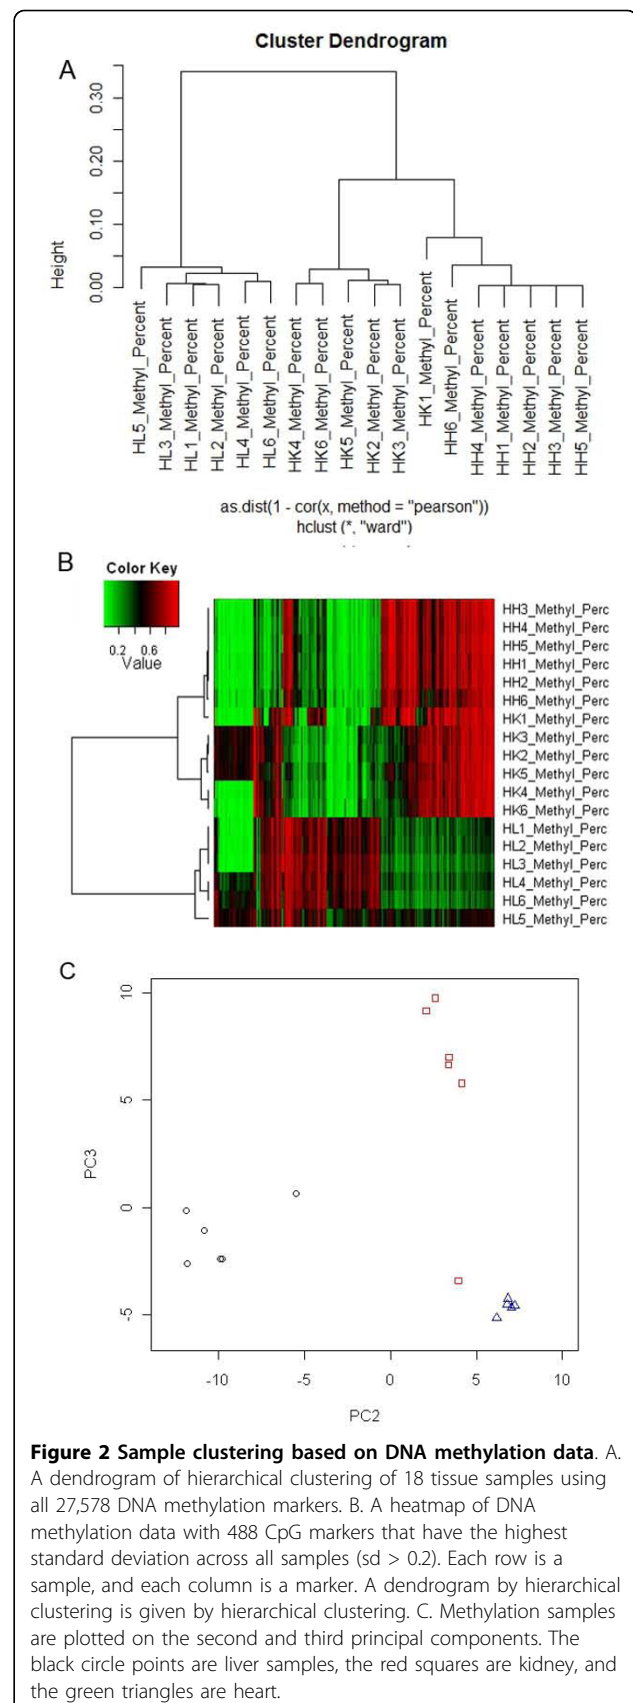 Cluster Dendrogram
A
Height
0.00 0.10 0.20 0.30
HL5_Methyl_Percent
HL3_Methyl_Percent
HL1_Methyl_Percent
HL2_Methyl_Percent
HL4_Methyl_Percent
HL6_Methyl_Percent
HK4_Methyl_Percent
HK6_Methyl_Percent
HK5_Methyl_Percent
HK2_Methyl_Percent
HK3_Methyl_Percent
HK1_Methyl_Percent
HH6_Methyl_Percent
HH4_Methyl_Percent
HH1_Methyl_Percent
HH2_Methyl_Percent
HH3_Methyl_Percent
HH5_Methyl_Percent
as.dist(1 - cor(x, method = "pearson"))
hclust (*, "ward")
B
Color Key
0.2 0.6
Value
HH3_Methyl_Perc
HH4_Methyl_Perc
HH5_Methyl_Perc
HH1_Methyl_Perc
HH2_Methyl_Perc
HH6_Methyl_Perc
HK1_Methyl_Perc
HK3_Methyl_Perc
HK2_Methyl_Perc
HK5_Methyl_Perc
HK4_Methyl_Perc
HK6_Methyl_Perc
HL1_Methyl_Perc
HL2_Methyl_Perc
HL3_Methyl_Perc
HL4_Methyl_Perc
HL6_Methyl_Perc
HL5_Methyl_Perc
C
PC3
10
5
0
-5
-10 -5 0 5 10
PC2
Figure 2 Sample clustering based on DNA methylation data. A.
A dendrogram of hierarchical clustering of 18 tissue samples using
all 27,578 DNA methylation markers. B. A heatmap of DNA
methylation data with 488 CpG markers that have the highest
standard deviation across all samples (sd > 0.2). Each row is a
sample, and each column is a marker. A dendrogram by hierarchical
clustering is given by hierarchical clustering. C. Methylation samples
are plotted on the second and third principal components. The
black circle points are liver samples, the red squares are kidney, and
the green triangles are heart.